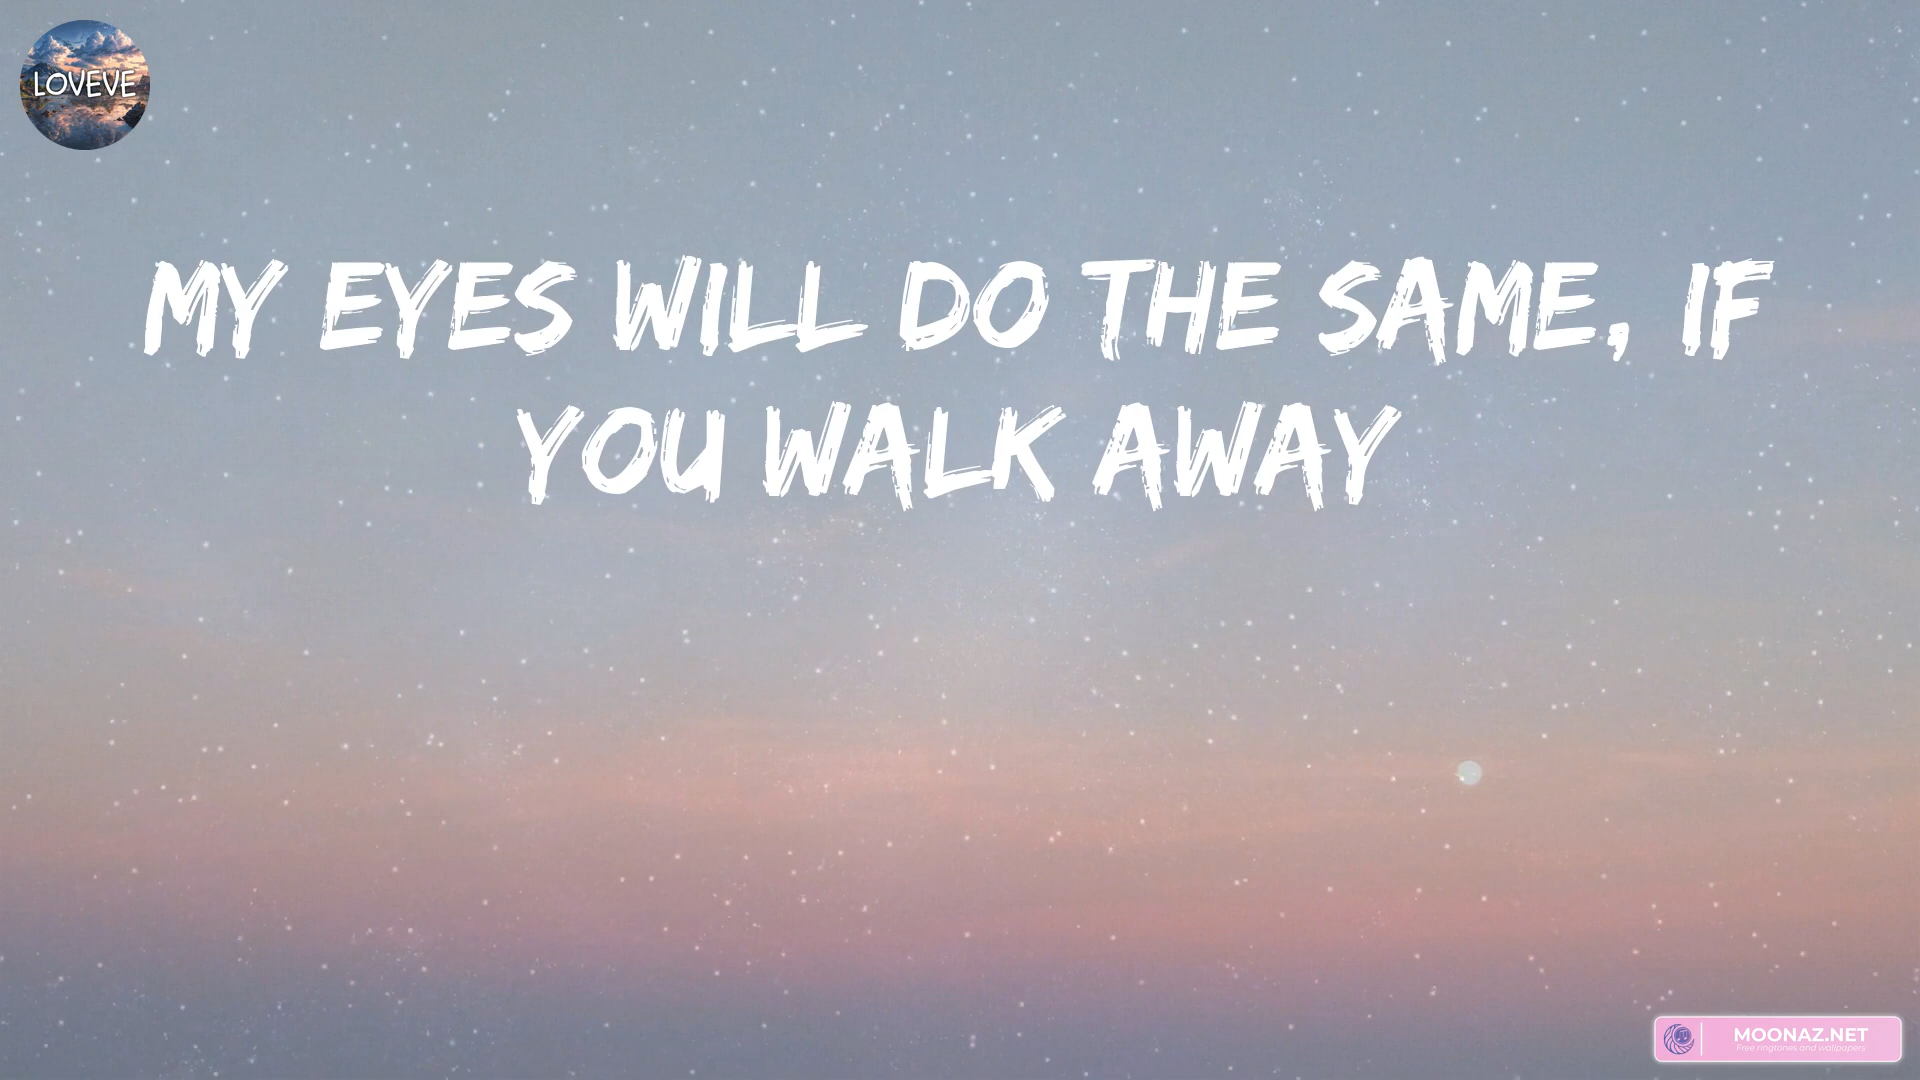 LOVEVE
MY EYES WILL DO THE SAME, IF
YOU WALK AWAY
MOONAZ.NET
Free ringtones and wallpapers